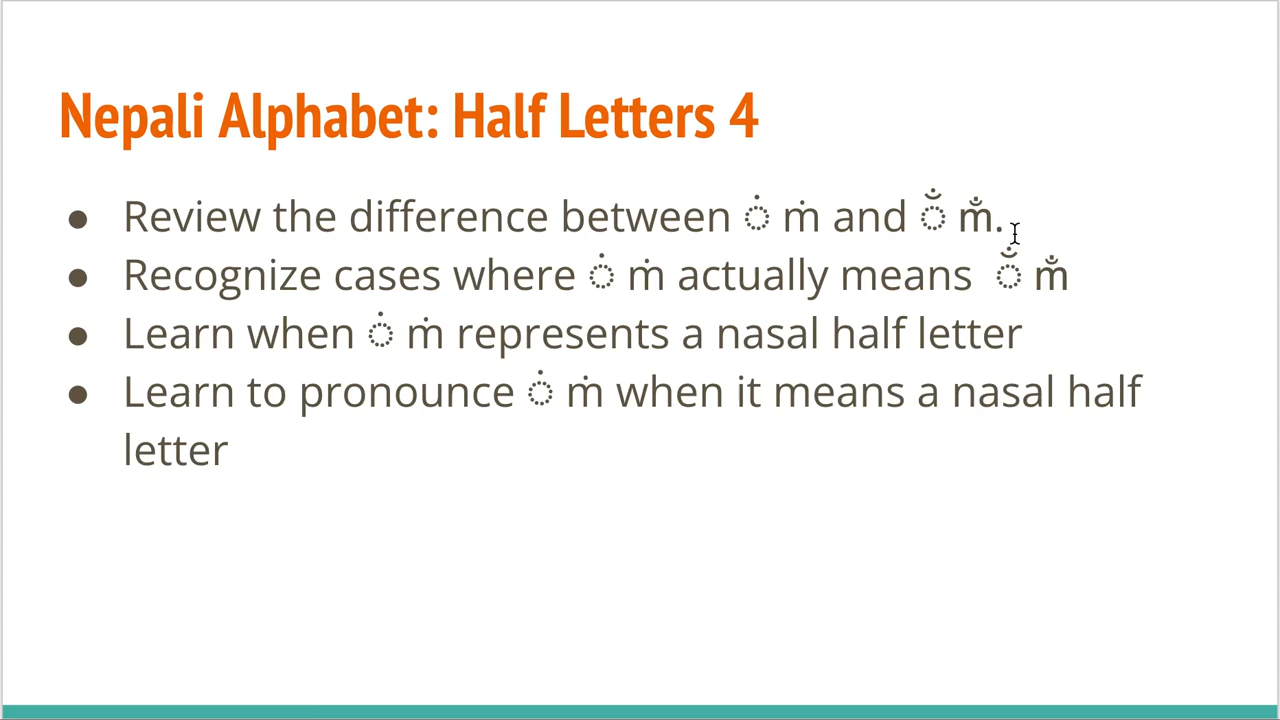 Nepali Alphabet: Half Letters 4
● Review the difference between ◌ं ṁ and ◌ँ m̐.
● Recognize cases where ◌ं ṁ actually means ◌ँ m̐
● Learn when ◌ं ṁ represents a nasal half letter
● Learn to pronounce ◌ं ṁ when it means a nasal half
letter